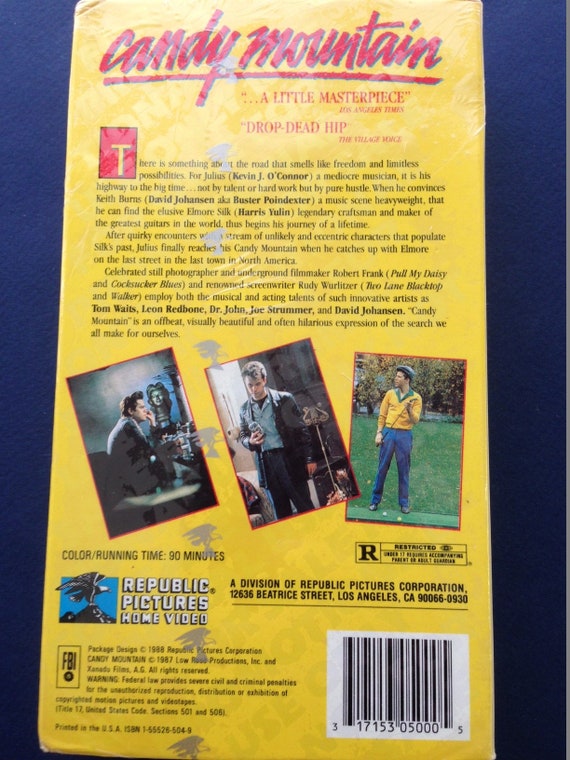 candy mountain
"...A LITTLE MASTERPIECE"
LOS ANGELES TIMES
"DROP-DEAD HIP"
THE VILLAGE VOICE
There is something about the road that smells like freedom and limitless
possibilities. For Julius (Kevin J. O'Connor) a mediocre musician, it is his
highway to the big time... not by talent or hard work but by pure hustle. When he convinces
Keith Burns (David Johansen aka Buster Poindexter) a music scene heavyweight, that
he can find the elusive Elmore Silk (Harris Yulin) legendary craftsman and maker of
the greatest guitars in the world, thus begins his journey of a lifetime.
After quirky encounters with stream of unlikely and eccentric characters that populate
Silk's past, Julius finally reaches his Candy Mountain when he catches up with Elmore
on the last street in the last town in North America.
Celebrated still photographer and underground filmmaker Robert Frank (Pull My Daisy
and Cocksucker Blues) and renowned screenwriter Rudy Wurlitzer (Two Lane Blacktop
and Walker) employ both the musical and acting talents of such innovative artists as
Tom Waits, Leon Redbone, Dr. John, Joe Strummer, and David Johansen. "Candy
Mountain" is an offbeat, visually beautiful and often hilarious expression of the search we
all make for ourselves.
COLOR/RUNNING TIME: 90 MINUTES
R RESTRICTED
UNDER 17 REQUIRES ACCOMPANYING
PARENT OR ADULT GUARDIAN
REPUBLIC
PICTURES
HOME VIDEO
A DIVISION OF REPUBLIC PICTURES CORPORATION,
12636 BEATRICE STREET, LOS ANGELES, CA 90066-0930
FBI
Package Design © 1988 Republic Pictures Corporation
CANDY MOUNTAIN © 1987 Low Road Productions, Inc. and
Xanadu Films, A.G. All rights reserved.
WARNING: Federal law provides severe civil and criminal penalties
for the unauthorized reproduction, distribution or exhibition of
copyrighted motion pictures and videotapes.
(Title 17, United States Code, Sections 501 and 506).
Printed in the U.S.A. ISBN 1-55526-504-9
3 17153 05000 5